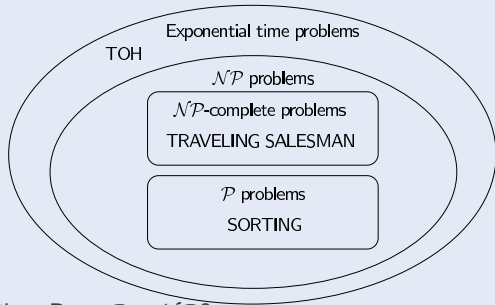 Exponential time problems
TOH
𝒩𝒫 problems
𝒩𝒫-complete problems
TRAVELING SALESMAN
𝒫 problems
SORTING